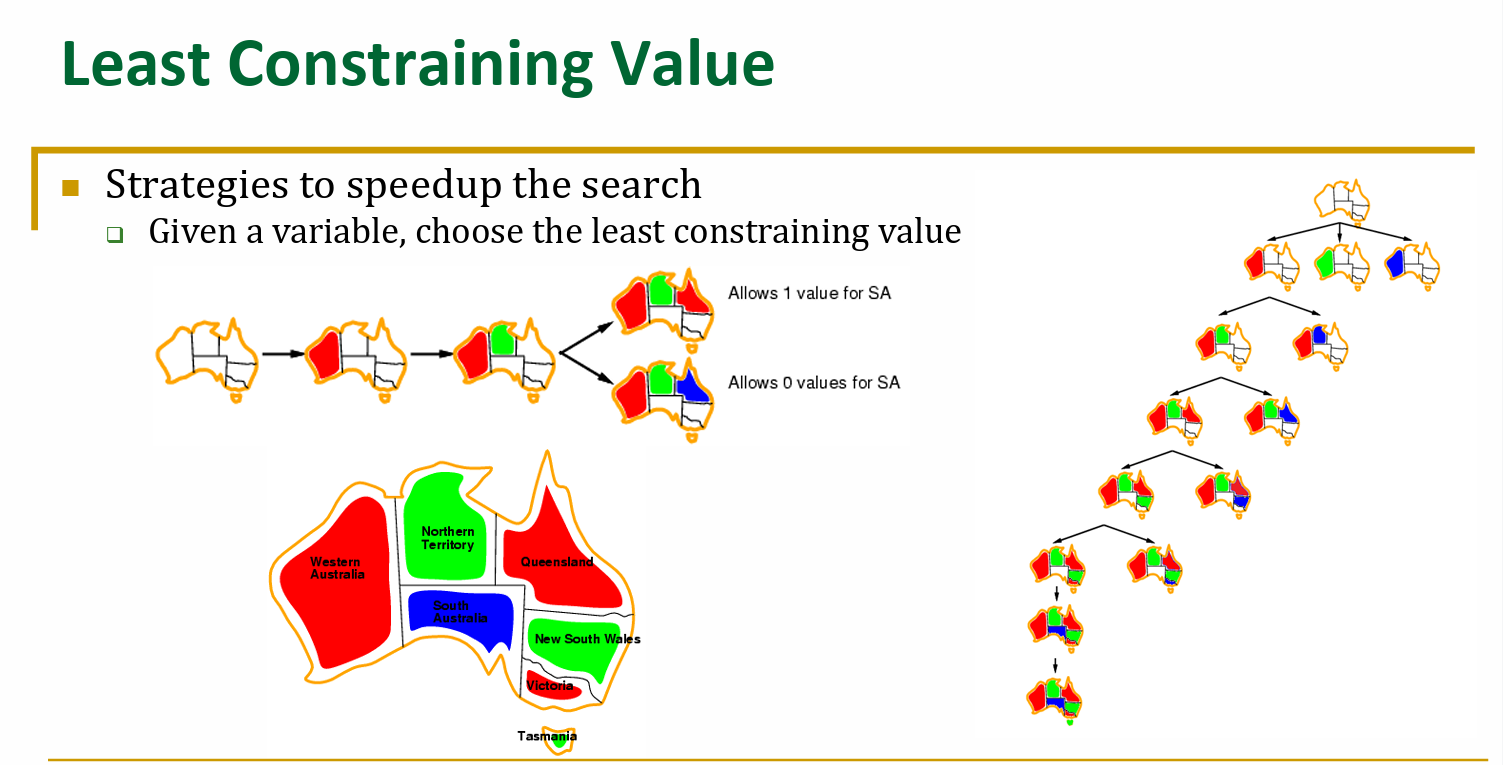 Least Constraining Value
Strategies to speedup the search
Given a variable, choose the least constraining value
Allows 1 value for SA
Allows 0 values for SA
Northern
Territory
Western
Australia
Queensland
South
Australia
New South Wales
Victoria
Tasmania